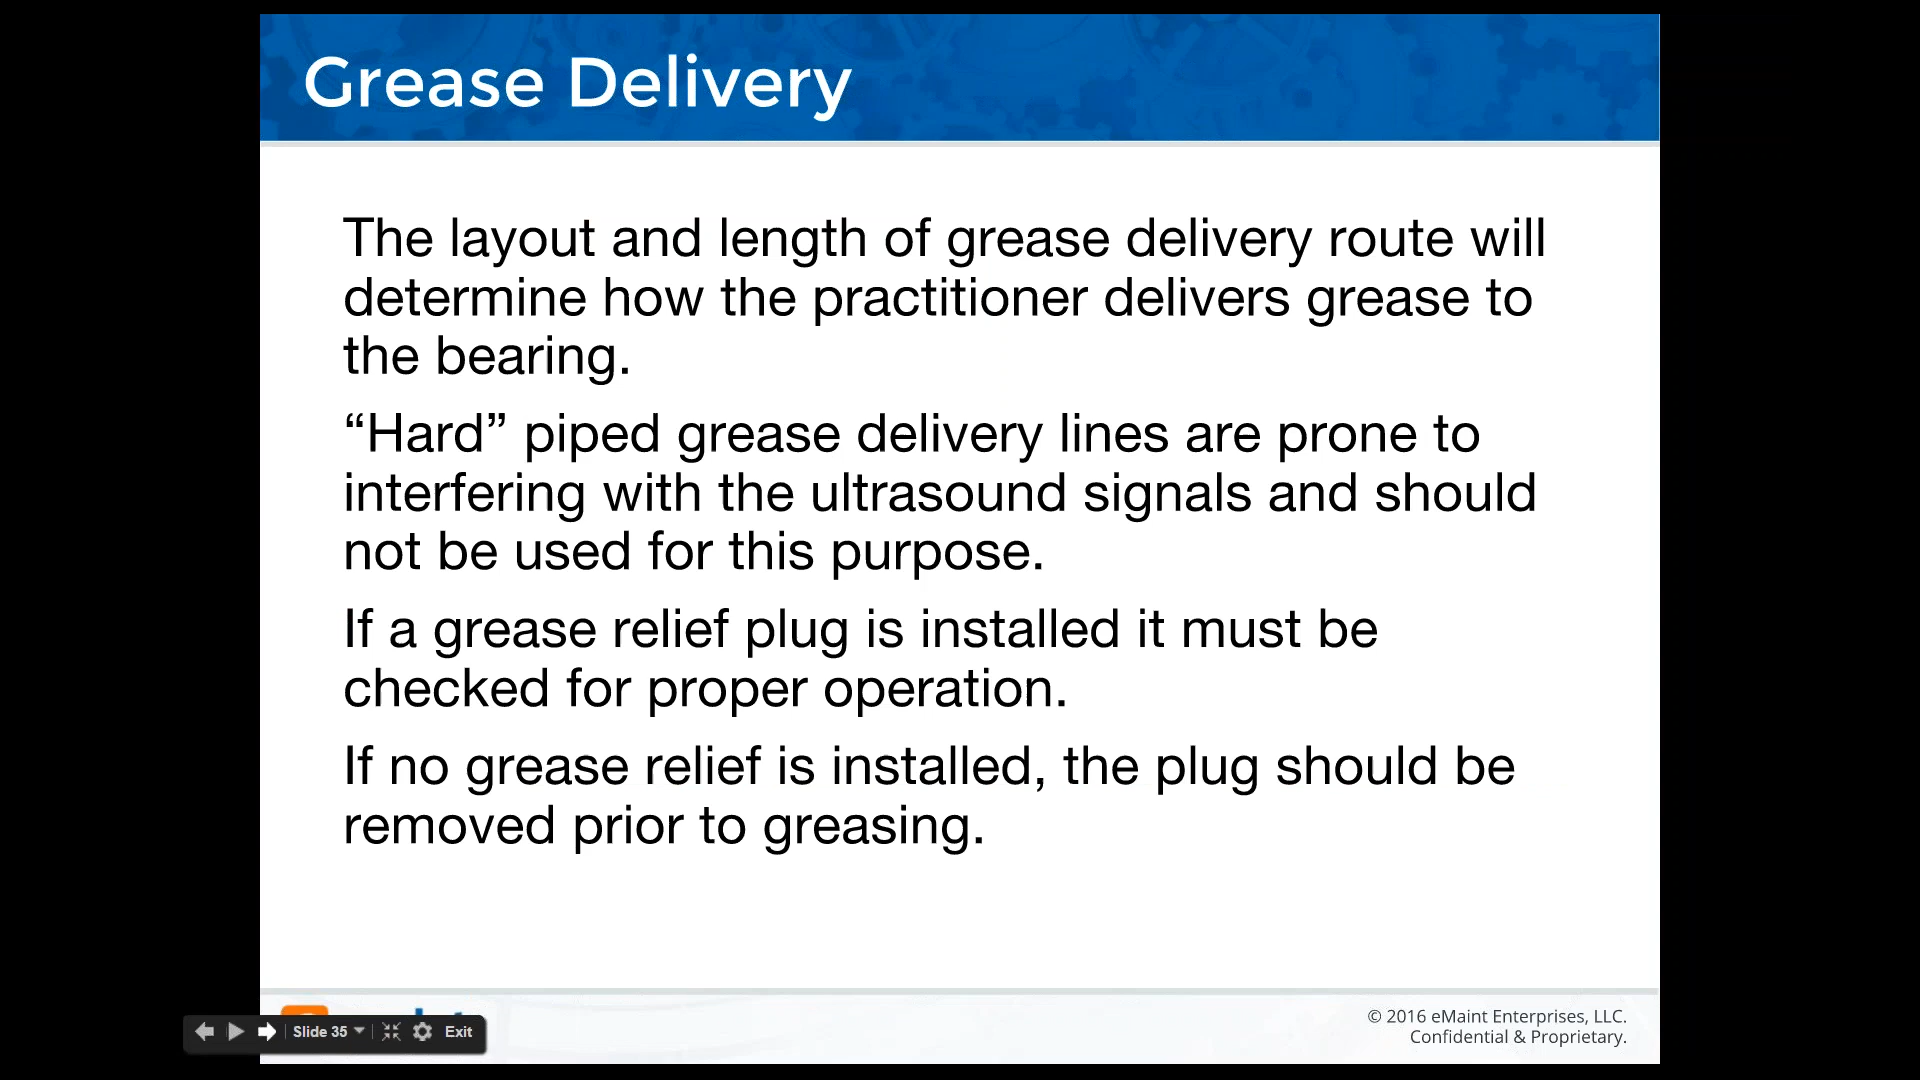 Grease Delivery
The layout and length of grease delivery route will
determine how the practitioner delivers grease to
the bearing.
“Hard” piped grease delivery lines are prone to
interfering with the ultrasound signals and should
not be used for this purpose.
If a grease relief plug is installed it must be
checked for proper operation.
If no grease relief is installed, the plug should be
removed prior to greasing.
© 2016 eMaint Enterprises, LLC.
Confidential & Proprietary.
Slide 35 Exit